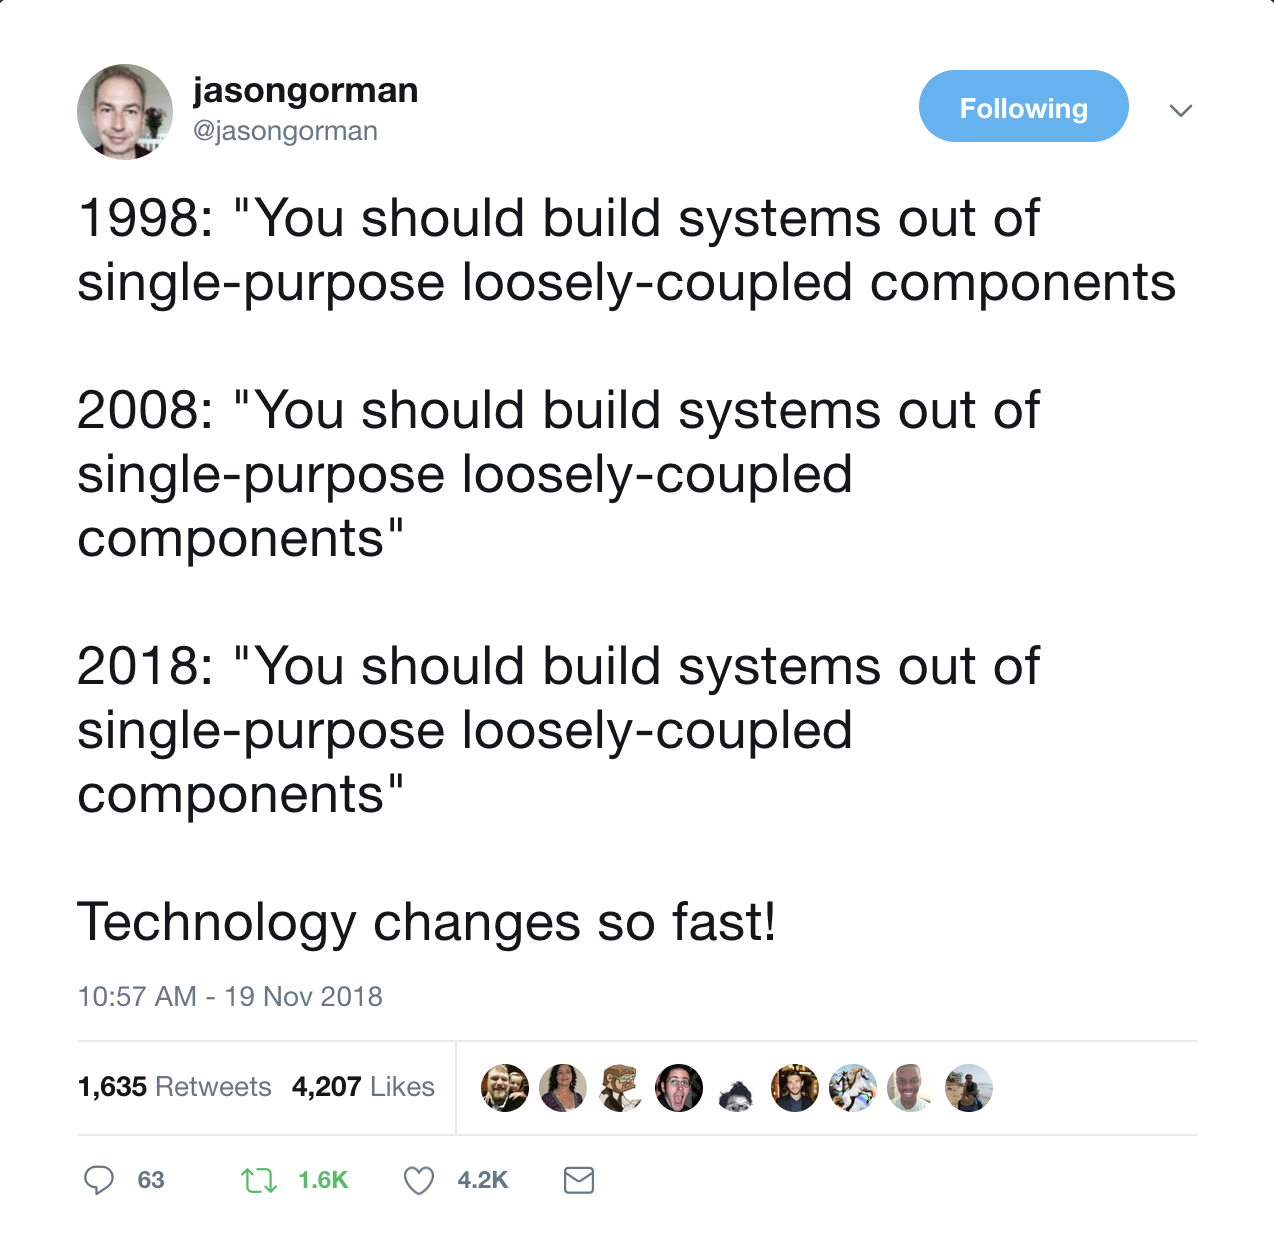 jasongorman
@jasongorman
Following
1998: "You should build systems out of
single-purpose loosely-coupled components
2008: "You should build systems out of
single-purpose loosely-coupled
components"
2018: "You should build systems out of
single-purpose loosely-coupled
components"
Technology changes so fast!
10:57 AM - 19 Nov 2018
1,635 Retweets 4,207 Likes
63 1.6K 4.2K